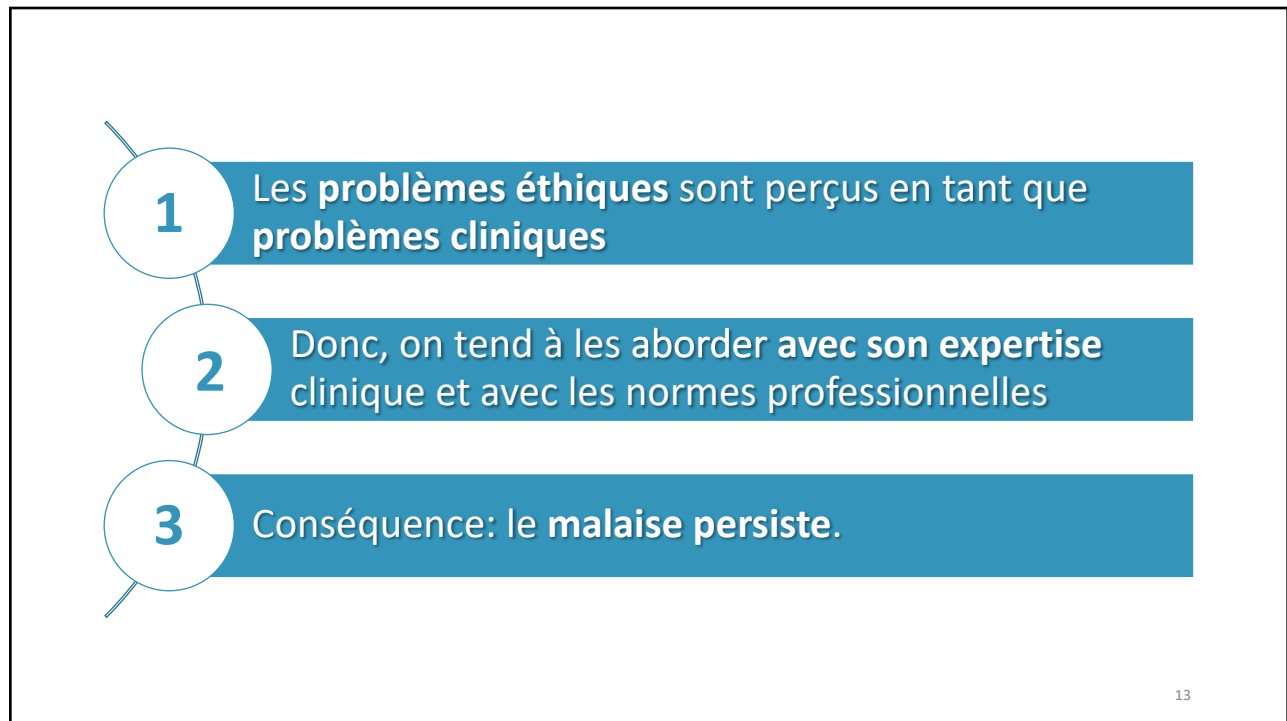 1
Les problèmes éthiques sont perçus en tant que
problèmes cliniques
2
Donc, on tend à les aborder avec son expertise
clinique et avec les normes professionnelles
3
Conséquence: le malaise persiste.
13